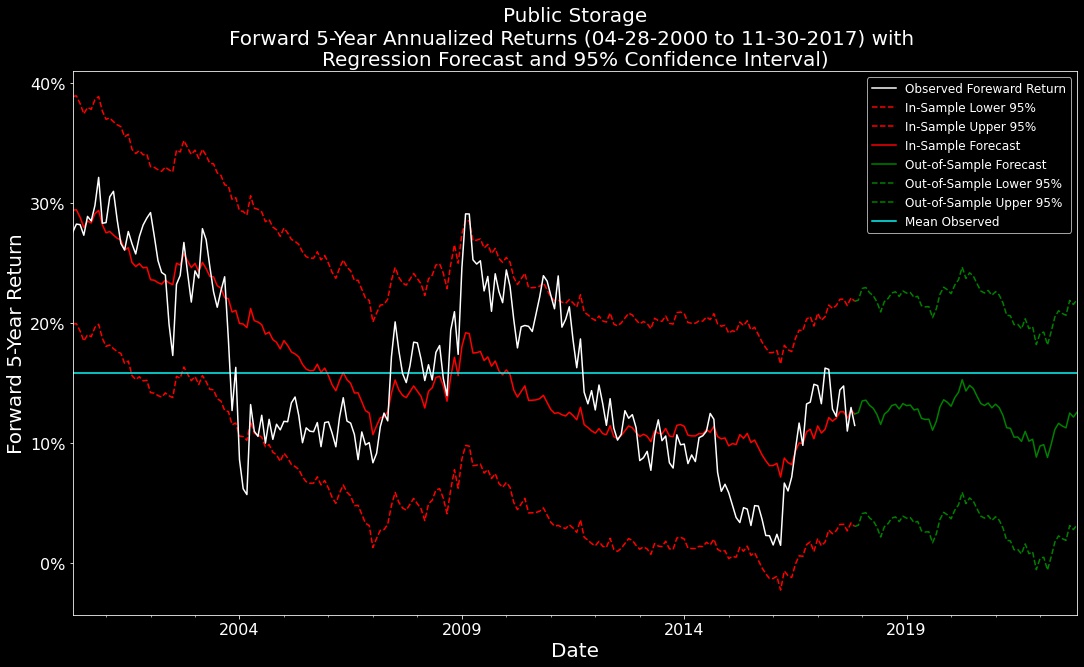 Public Storage
Forward 5-Year Annualized Returns (04-28-2000 to 11-30-2017) with
Regression Forecast and 95% Confidence Interval)
Observed Foreward Return
In-Sample Lower 95%
In-Sample Upper 95%
In-Sample Forecast
Out-of-Sample Forecast
Out-of-Sample Lower 95%
Out-of-Sample Upper 95%
Mean Observed
Forward 5-Year Return
40%
30%
20%
10%
0%
2004
2009
2014
2019
Date